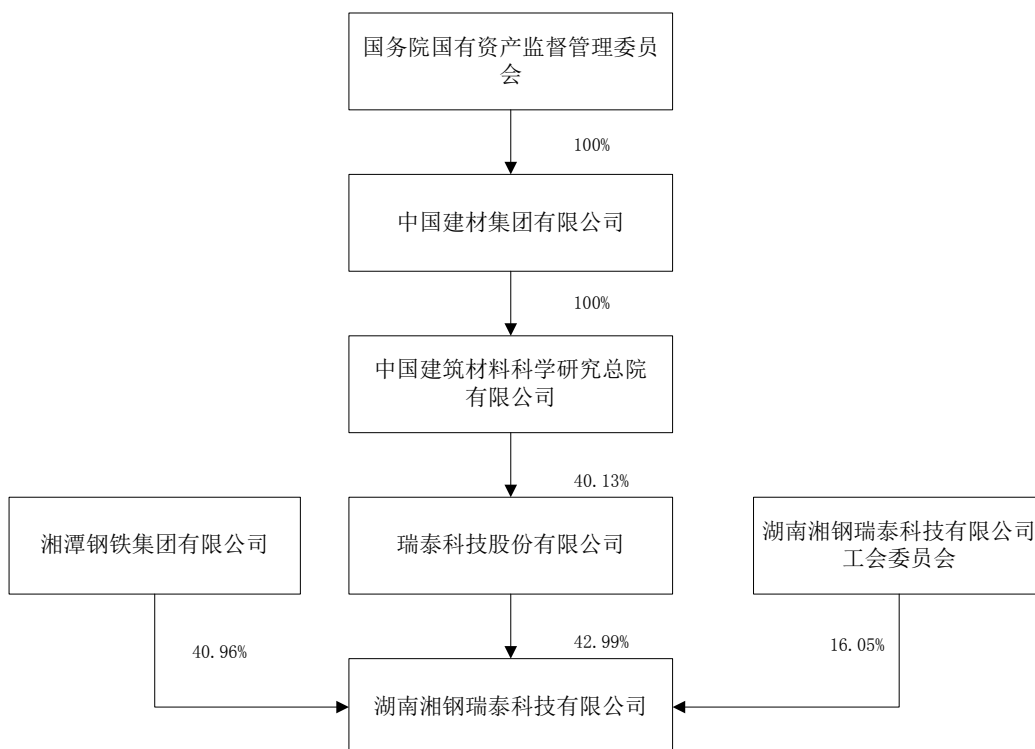 国务院国有资产监督管理委员
会
100%
中国建材集团有限公司
100%
中国建筑材料科学研究总院
有限公司
40.13%
湘潭钢铁集团有限公司
瑞泰科技股份有限公司
湖南湘钢瑞泰科技有限公司
工会委员会
40.96%
42.99%
16.05%
湖南湘钢瑞泰科技有限公司